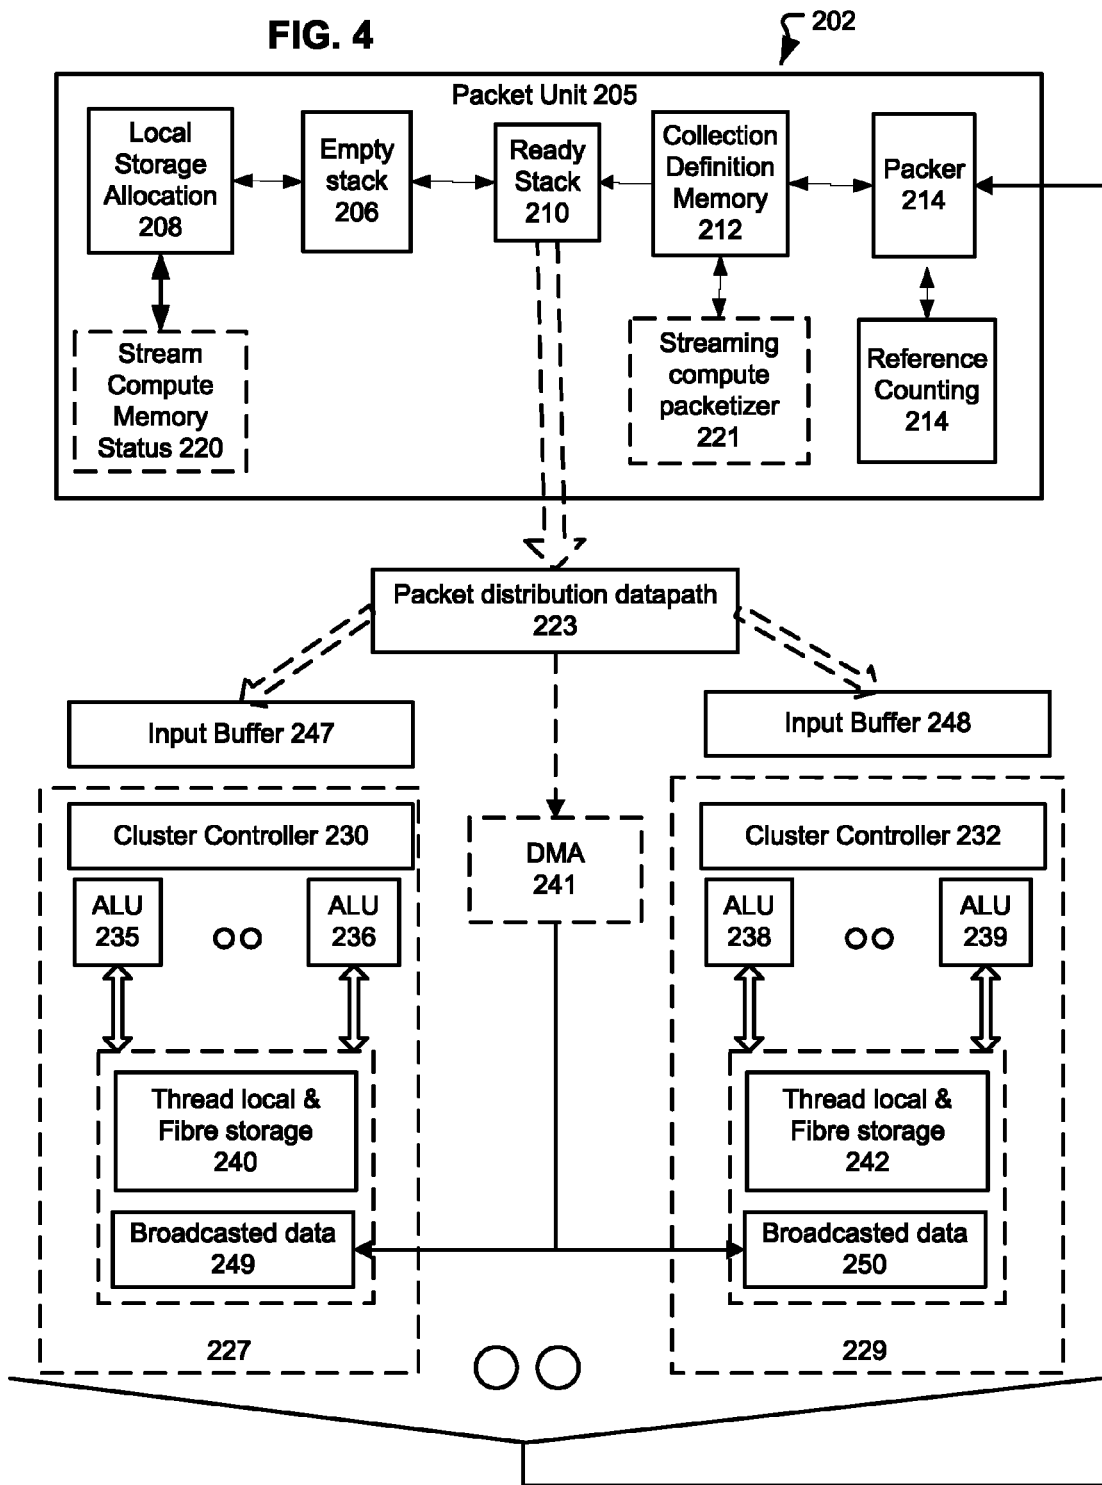 FIG. 4
202
Packet Unit 205
Local
Storage
Allocation
208
Empty
stack
206
Ready
Stack
210
Collection
Definition
Memory
212
Packer
214
Stream
Compute
Memory
Status 220
Streaming
compute
packetizer
221
Reference
Counting
214
Packet distribution datapath
223
Input Buffer 247
Input Buffer 248
Cluster Controller 230
DMA
241
Cluster Controller 232
ALU
235
ALU
236
ALU
238
ALU
239
Thread local &
Fibre storage
240
Thread local &
Fibre storage
242
Broadcasted data
249
Broadcasted data
250
227
229